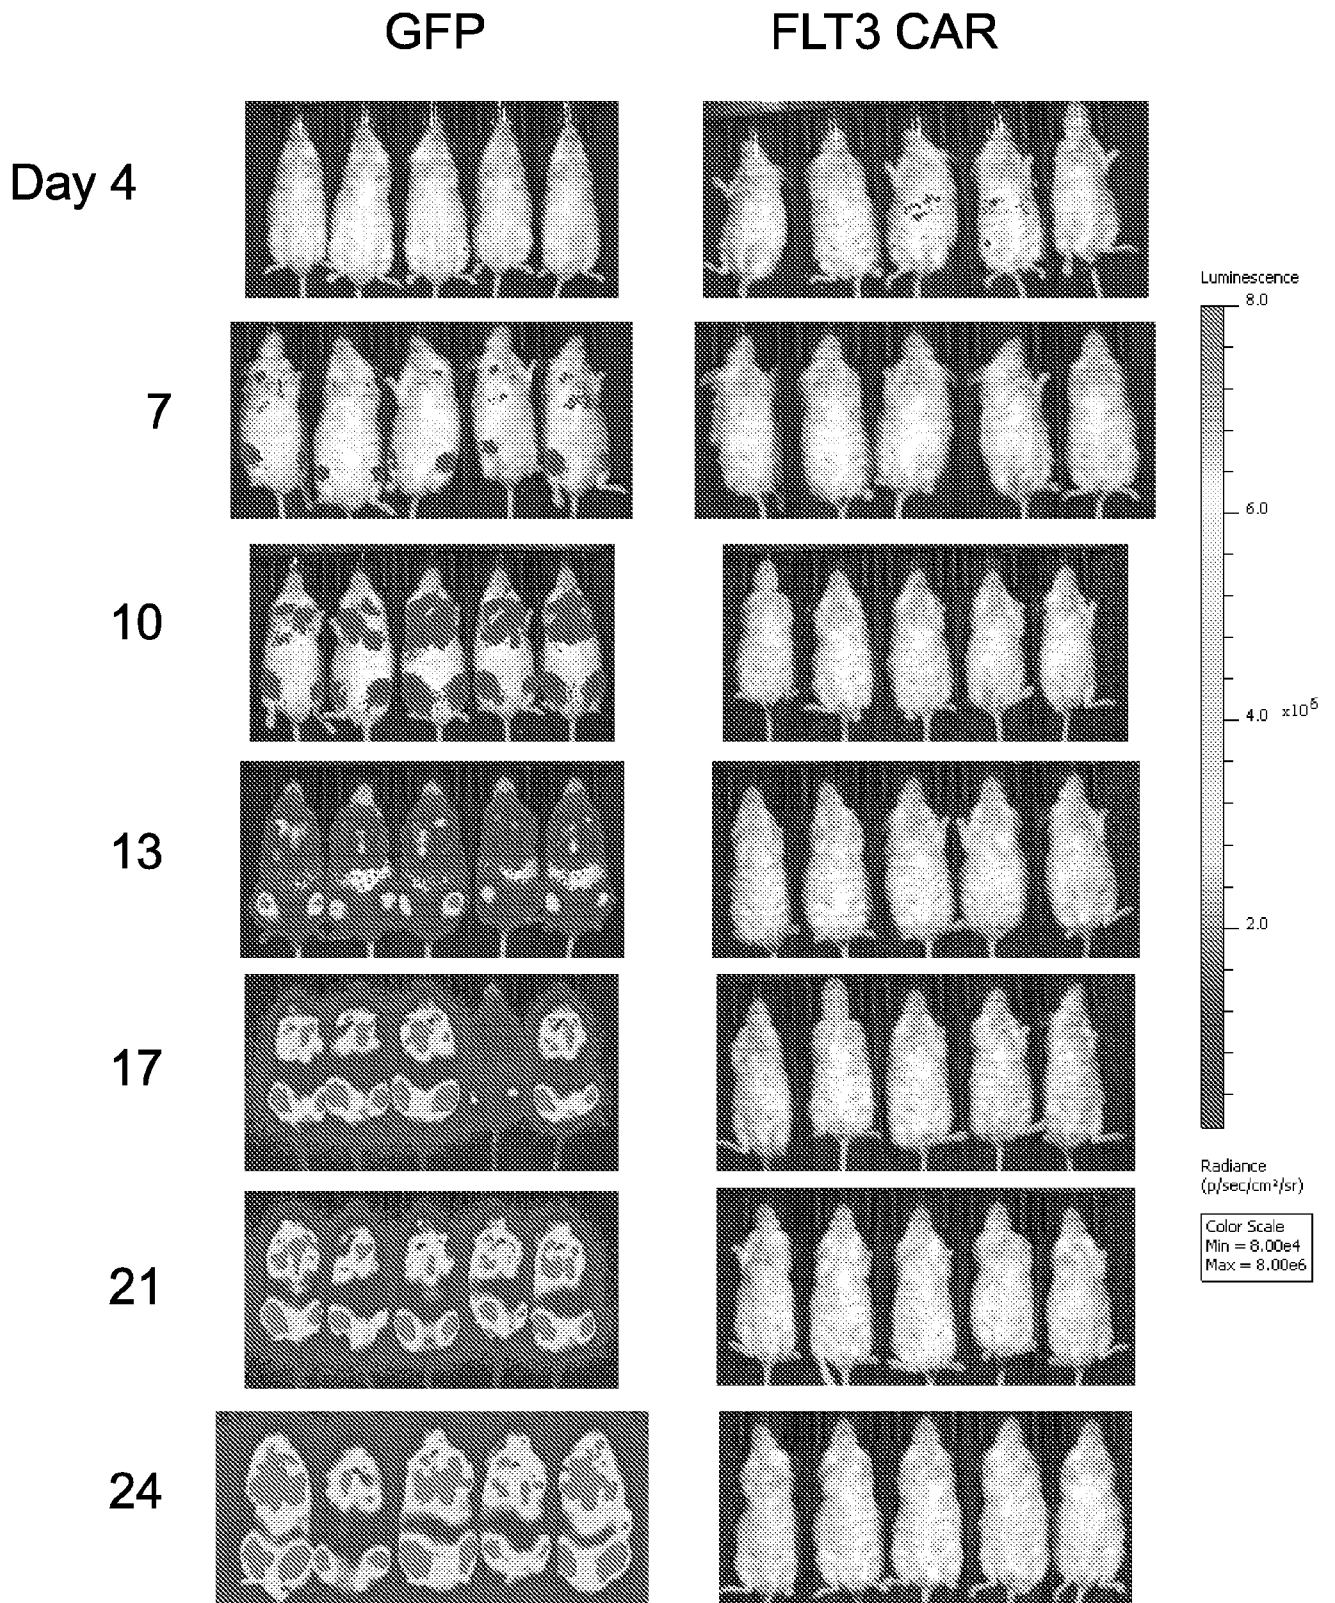 GFP
FLT3 CAR
Day 4
7
10
13
17
21
24
Luminescence
8.0
6.0
4.0 x10⁶
2.0
Radiance
(p/sec/cm²/sr)
Color Scale
Min = 8.00e4
Max = 8.00e6